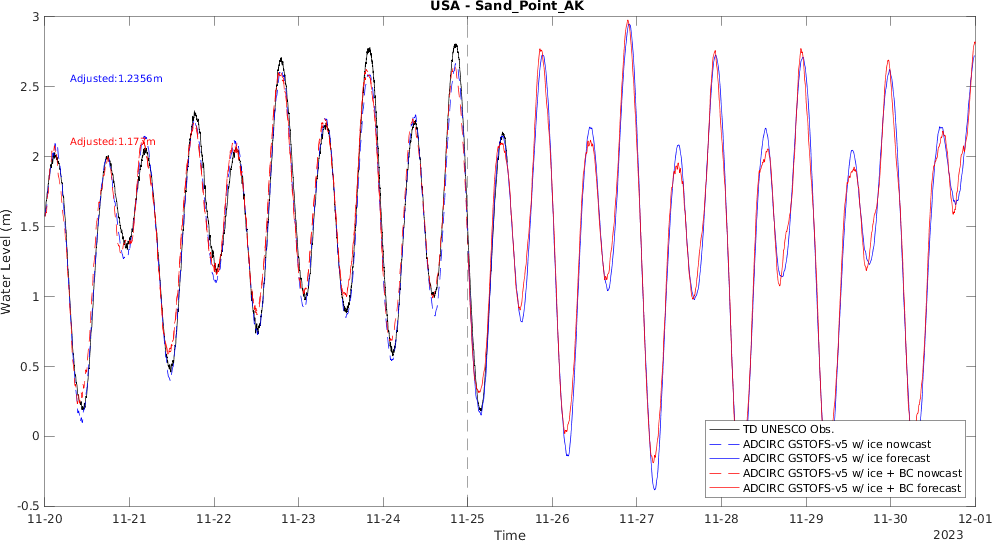 USA - Sand_Point_AK
3
2.5
2
1.5
1
0.5
0
-0.5
Water Level (m)
Adjusted:1.2356m
11-20
11-21
11-22
11-23
11-24
11-25
11-26
11-27
11-28
11-29
11-30
12-01
Time
2023
TD UNESCO Obs.
ADCIRC GSTOFS-v5 w/ ice nowcast
ADCIRC GSTOFS-v5 w/ ice forecast
ADCIRC GSTOFS-v5 w/ ice + BC nowcast
ADCIRC GSTOFS-v5 w/ ice + BC forecast